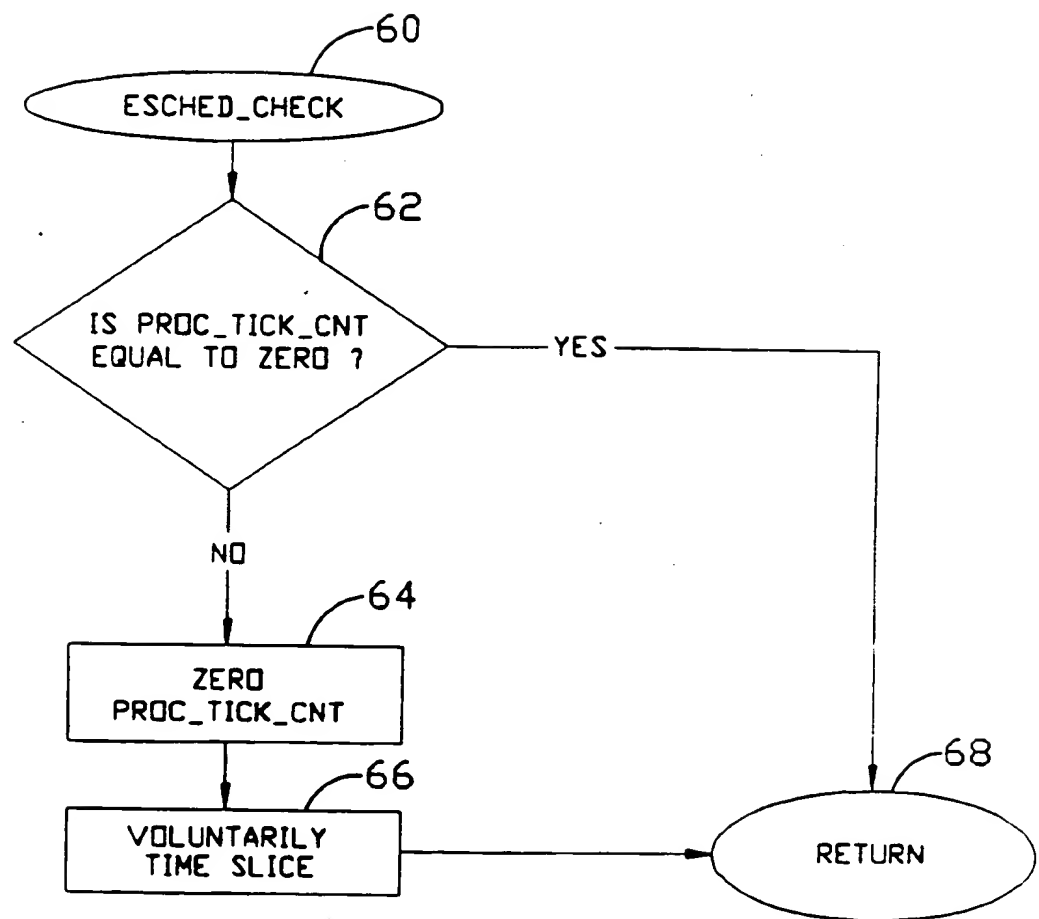 60
ESCHED_CHECK
62
IS PROC_TICK_CNT
EQUAL TO ZERO ?
YES
NO
64
ZERO
PROC_TICK_CNT
66
VOLUNTARILY
TIME SLICE
68
RETURN